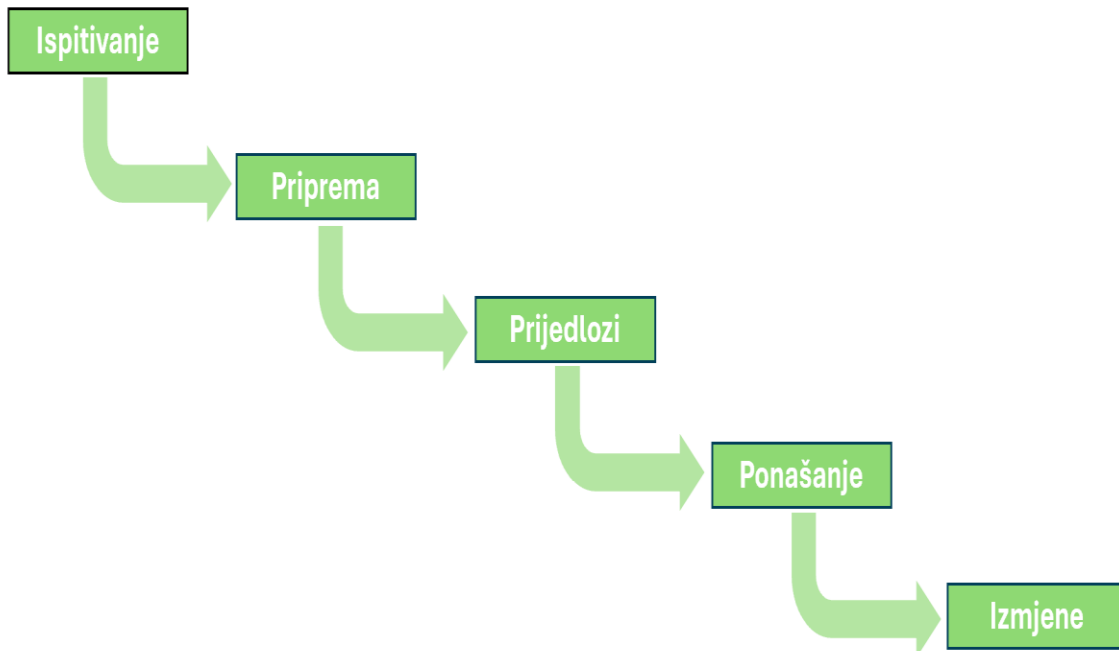 Ispitivanje
Priprema
Prijedlozi
Ponašanje
Izmjene